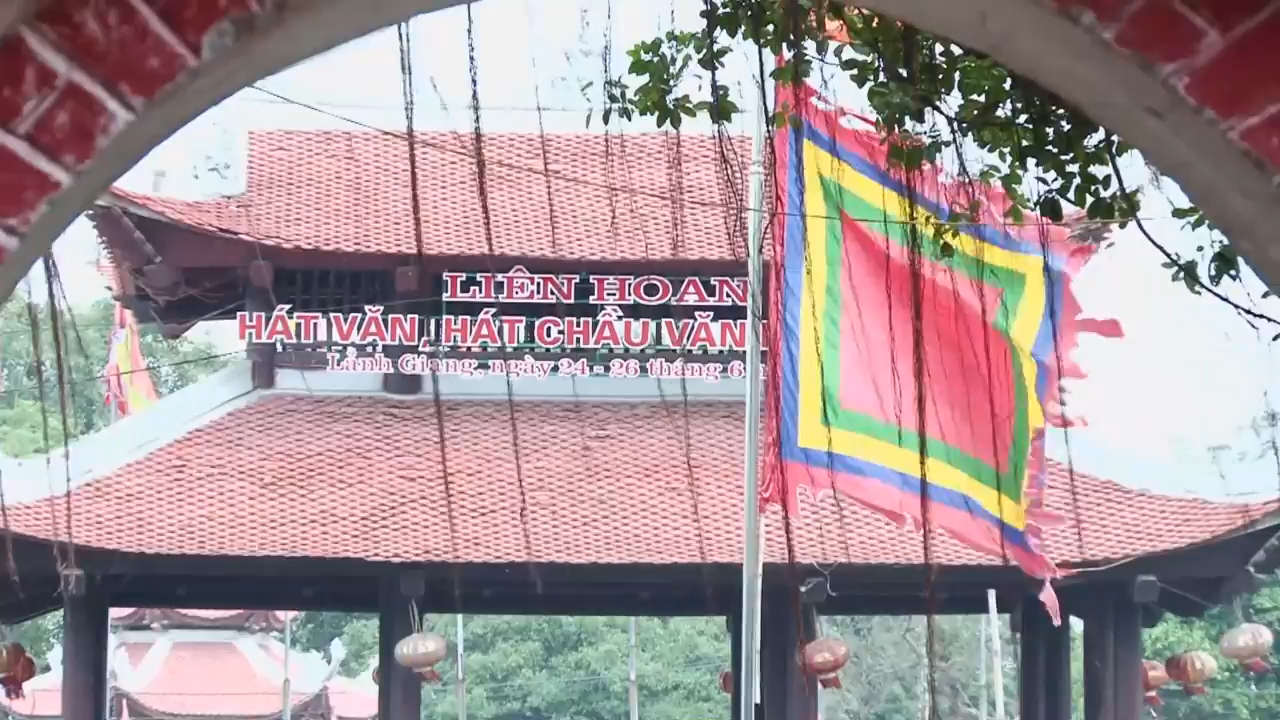 LIÊN HOAN
HÁT VĂN, HÁT CHẦU VĂN
Lảnh Giang, ngày 24 - 26 tháng 6